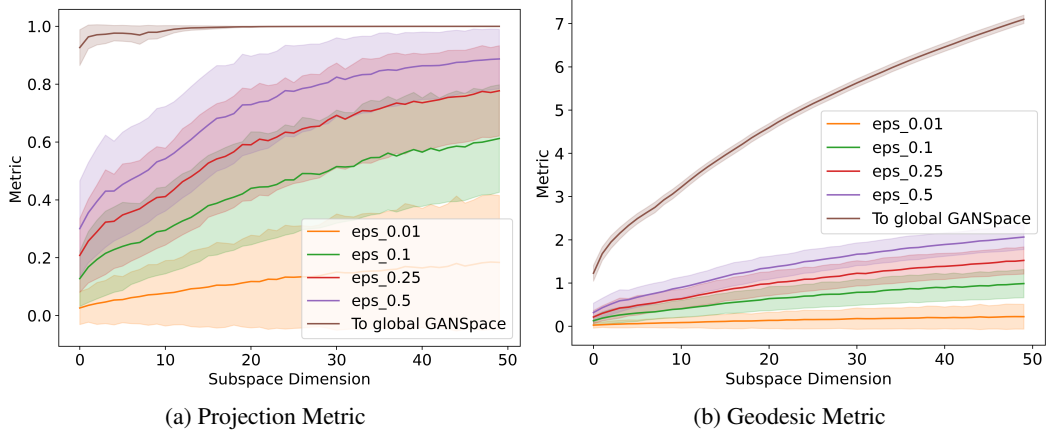 1.0
0.8
0.6
0.4
0.2
0.0
Metric
eps_0.01
eps_0.1
eps_0.25
eps_0.5
To global GANSpace
0 10 20 30 40 50
Subspace Dimension
(a) Projection Metric
7
6
5
4
3
2
1
0
Metric
eps_0.01
eps_0.1
eps_0.25
eps_0.5
To global GANSpace
0 10 20 30 40 50
Subspace Dimension
(b) Geodesic Metric